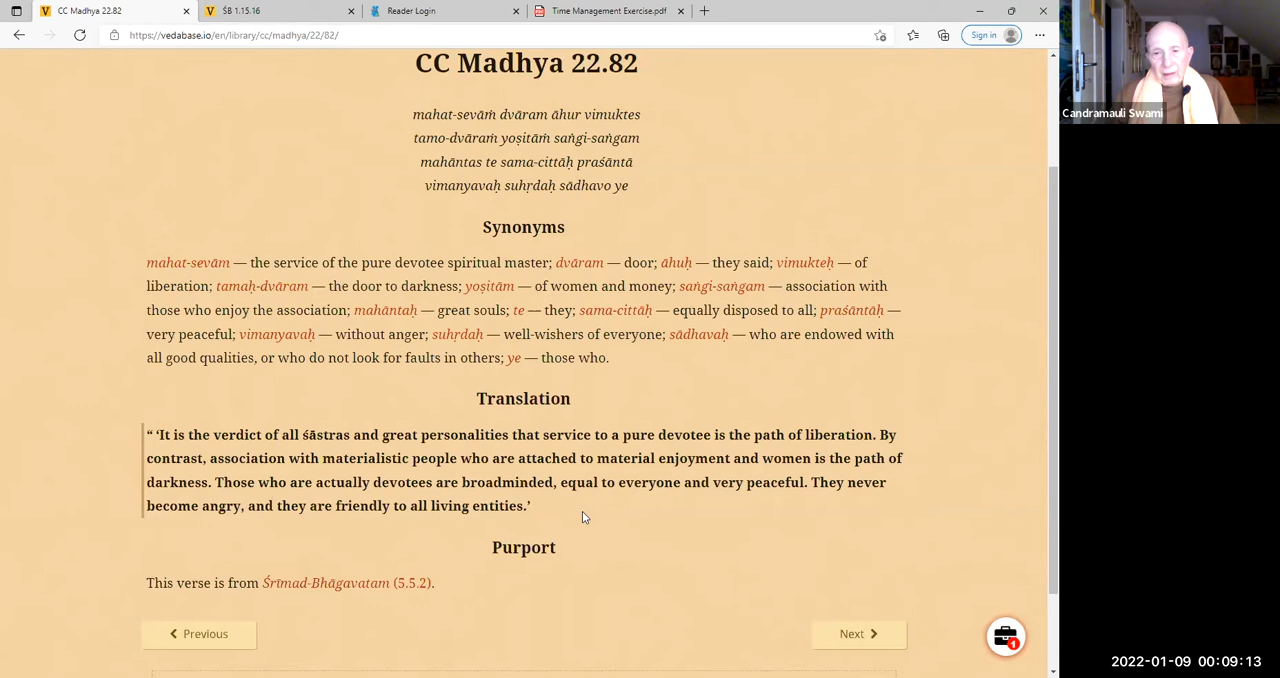 CC Madhya 22.82
ŚB 1.15.16
Reader Login
Time Management Exercise.pdf
https://vedabase.io/en/library/cc/madhya/22/82/
Sign in
Candramauli Swami
CC Madhya 22.82
mahat-sevāṁ dvāram āhur vimuktes
tamo-dvāraṁ yoṣitāṁ saṅgi-saṅgam
mahāntas te sama-cittāḥ praśāntā
vimanyavaḥ suhṛdaḥ sādhavo ye
Synonyms
mahat-sevām — the service of the pure devotee spiritual master; dvāram — door; āhuḥ — they said; vimukteḥ — of
liberation; tamaḥ-dvāram — the door to darkness; yoṣitām — of women and money; saṅgi-saṅgam — association with
those who enjoy the association; mahāntaḥ — great souls; te — they; sama-cittāḥ — equally disposed to all; praśāntāḥ —
very peaceful; vimanyavaḥ — without anger; suhṛdaḥ — well-wishers of everyone; sādhavaḥ — who are endowed with
all good qualities, or who do not look for faults in others; ye — those who.
Translation
“ ‘It is the verdict of all śāstras and great personalities that service to a pure devotee is the path of liberation. By
contrast, association with materialistic people who are attached to material enjoyment and women is the path of
darkness. Those who are actually devotees are broadminded, equal to everyone and very peaceful. They never
become angry, and they are friendly to all living entities.’
Purport
This verse is from Śrīmad-Bhāgavatam (5.5.2).
Previous
Next
1
2022-01-09 00:09:13